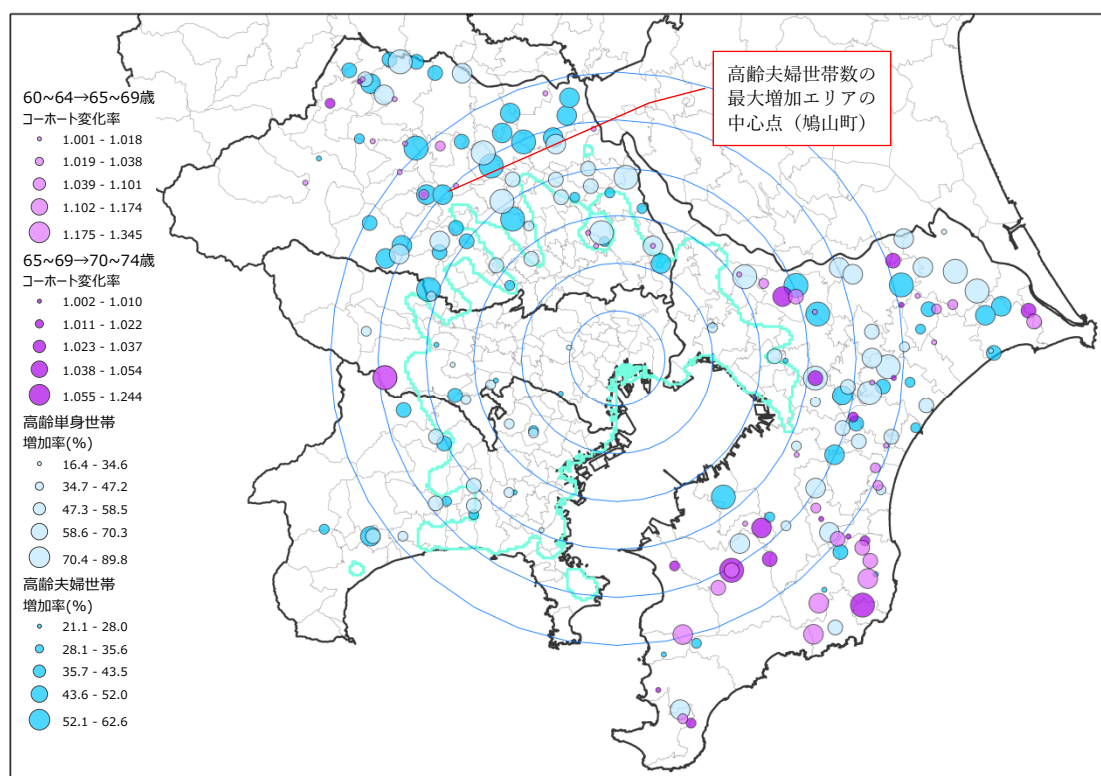 高齢夫婦世帯数の
最大増加エリアの
中心点（鳩山町）
60~64→65~69歳
コーホート変化率
1.001 - 1.018
1.019 - 1.038
1.039 - 1.101
1.102 - 1.174
1.175 - 1.345
65~69→70~74歳
コーホート変化率
1.002 - 1.010
1.011 - 1.022
1.023 - 1.037
1.038 - 1.054
1.055 - 1.244
高齢単身世帯
増加率(%)
16.4 - 34.6
34.7 - 47.2
47.3 - 58.5
58.6 - 70.3
70.4 - 89.8
高齢夫婦世帯
増加率(%)
21.1 - 28.0
28.1 - 35.6
35.7 - 43.5
43.6 - 52.0
52.1 - 62.6